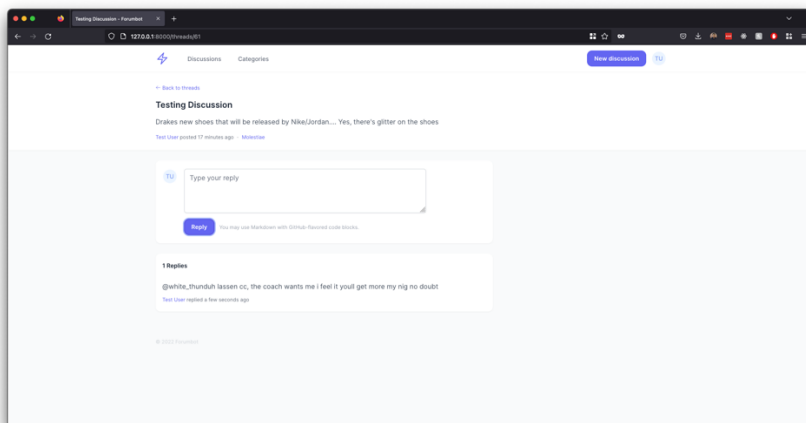 Testing Discussion – Forumbot
127.0.0.1:8000/threads/61
Discussions Categories New discussion TU
← Back to threads
Testing Discussion
Drakes new shoes that will be released by Nike/Jordan.... Yes, there's glitter on the shoes
Test User posted 17 minutes ago · Molestiae
TU Type your reply
Reply You may use Markdown with GitHub-flavored code blocks.
1 Replies
@white_thunduh lassen cc, the coach wants me i feel it youll get more my nig no doubt
Test User replied a few seconds ago
© 2022 Forumbot